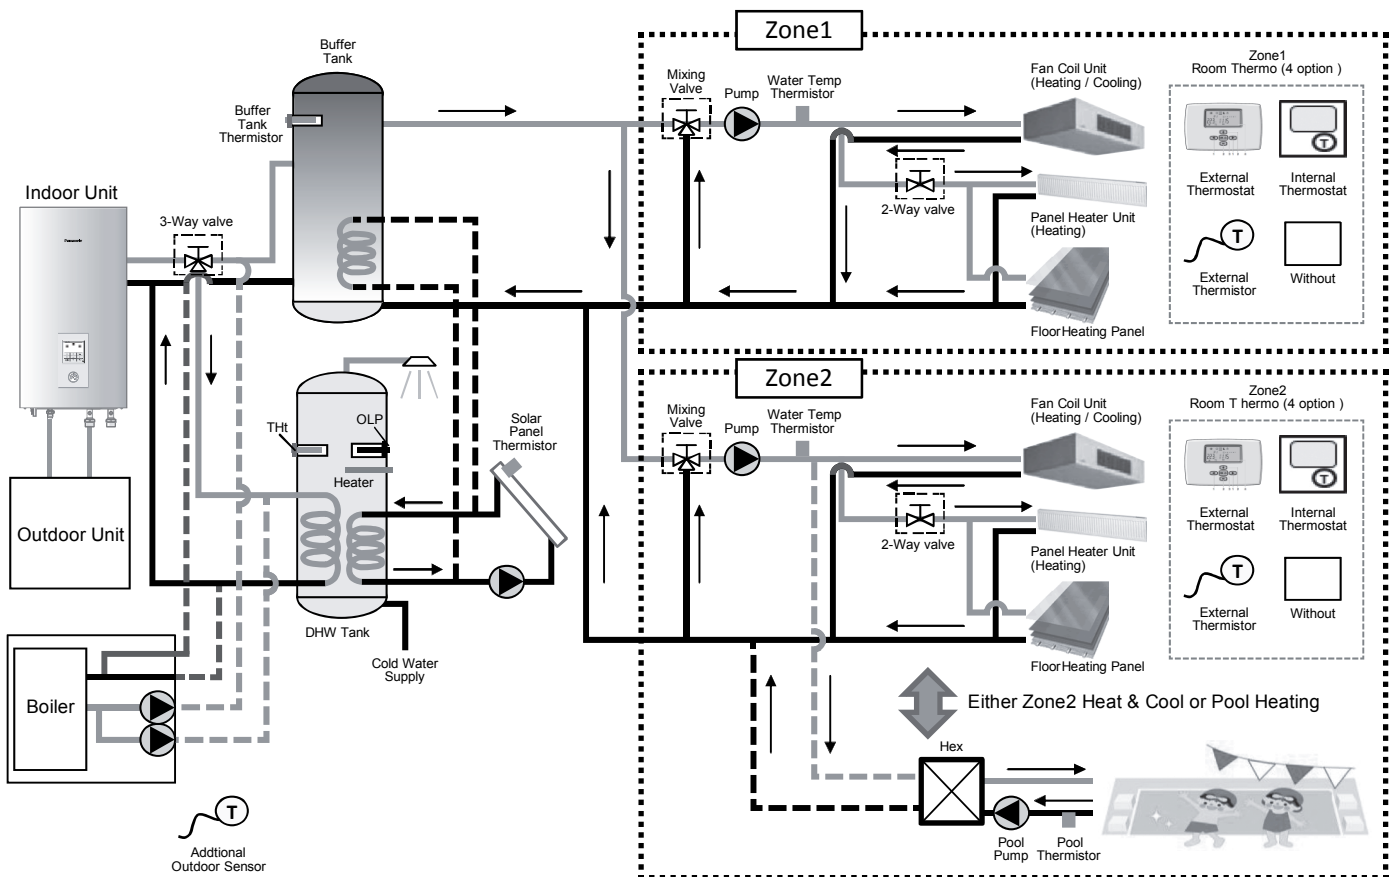 Zone1
Buffer
Tank
Buffer
Tank
Thermistor
Mixing
Valve
Pump
Water Temp
Thermistor
Fan Coil Unit
(Heating / Cooling)
Zone1
Room Thermo (4 option )
External
Thermostat
Internal
Thermostat
T
2-Way valve
Panel Heater Unit
(Heating)
T
External
Thermistor
Without
FloorHeating Panel
Indoor Unit
Panasonic
3-Way valve
Zone2
Mixing
Valve
Pump
Water Temp
Thermistor
Fan Coil Unit
(Heating / Cooling)
Zone2
Room T hermo (4 option )
External
Thermostat
Internal
Thermostat
T
2-Way valve
Panel Heater Unit
(Heating)
T
External
Thermistor
Without
FloorHeating Panel
THt
OLP
Heater
Solar
Panel
Thermistor
Outdoor Unit
DHW Tank
Cold Water
Supply
Boiler
Either Zone2 Heat & Cool or Pool Heating
Hex
Pool
Pump
Pool
Thermistor
T
Addtional
Outdoor Sensor